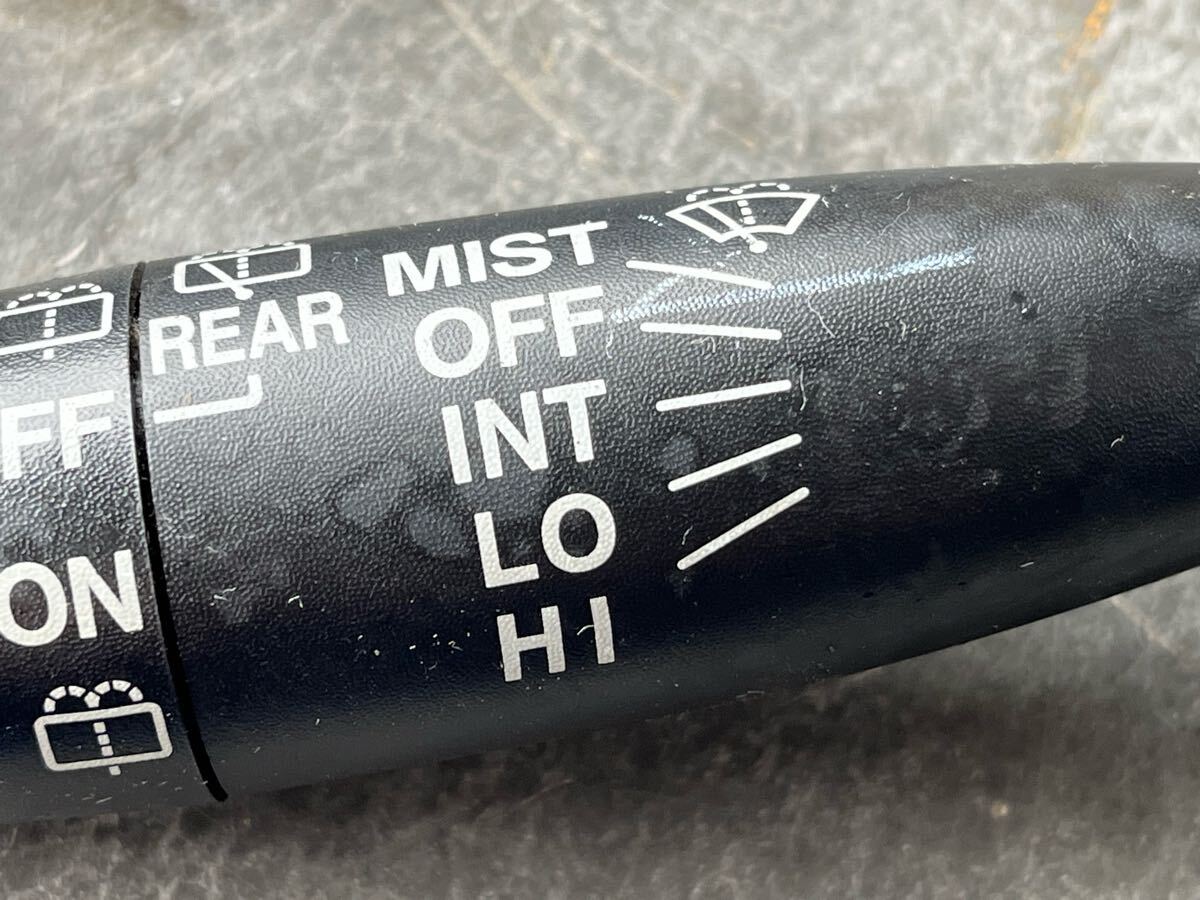 REAR
MIST
OFF
INT
LO
HI
FF
ON